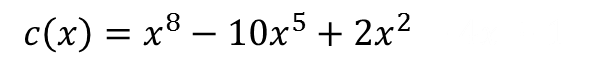 c(x) = x⁸ − 10x⁵ + 2x²